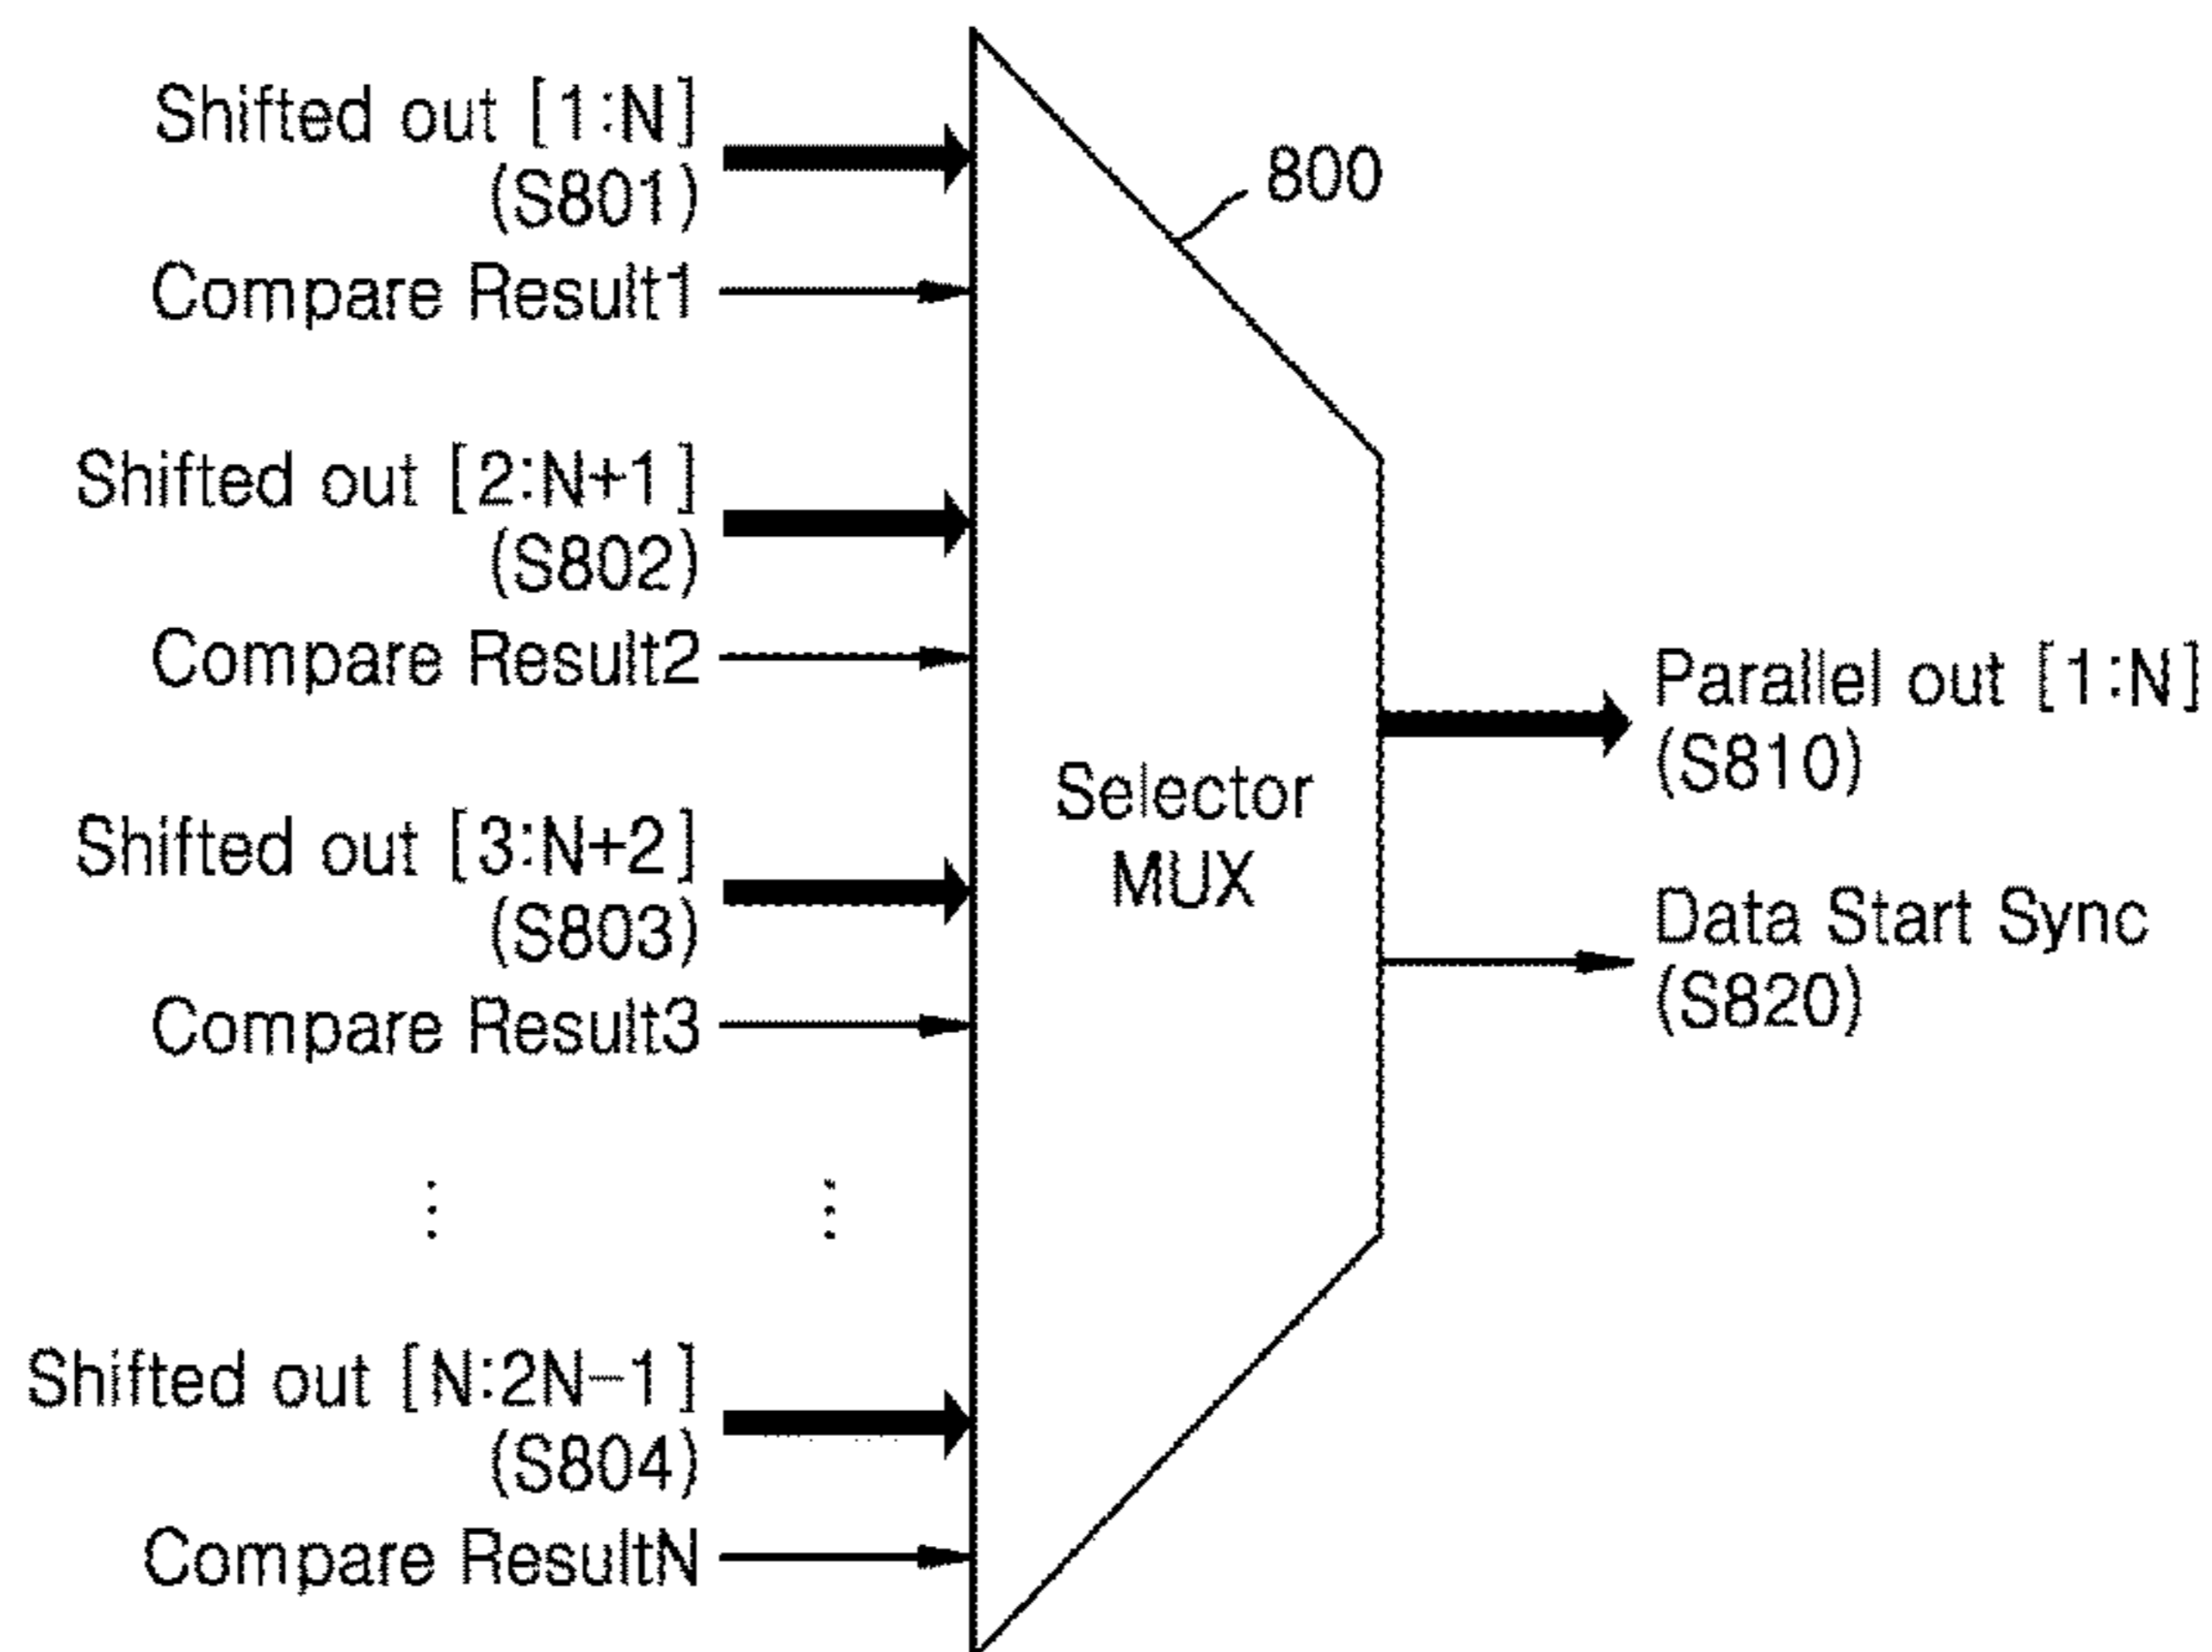 Shifted out [1:N]
(S801)
Compare Result1
Shifted out [2:N+1]
(S802)
Compare Result2
Shifted out [3:N+2]
(S803)
Compare Result3
Shifted out [N:2N-1]
(S804)
Compare ResultN
800
Selector
MUX
Parallel out [1:N]
(S810)
Data Start Sync
(S820)